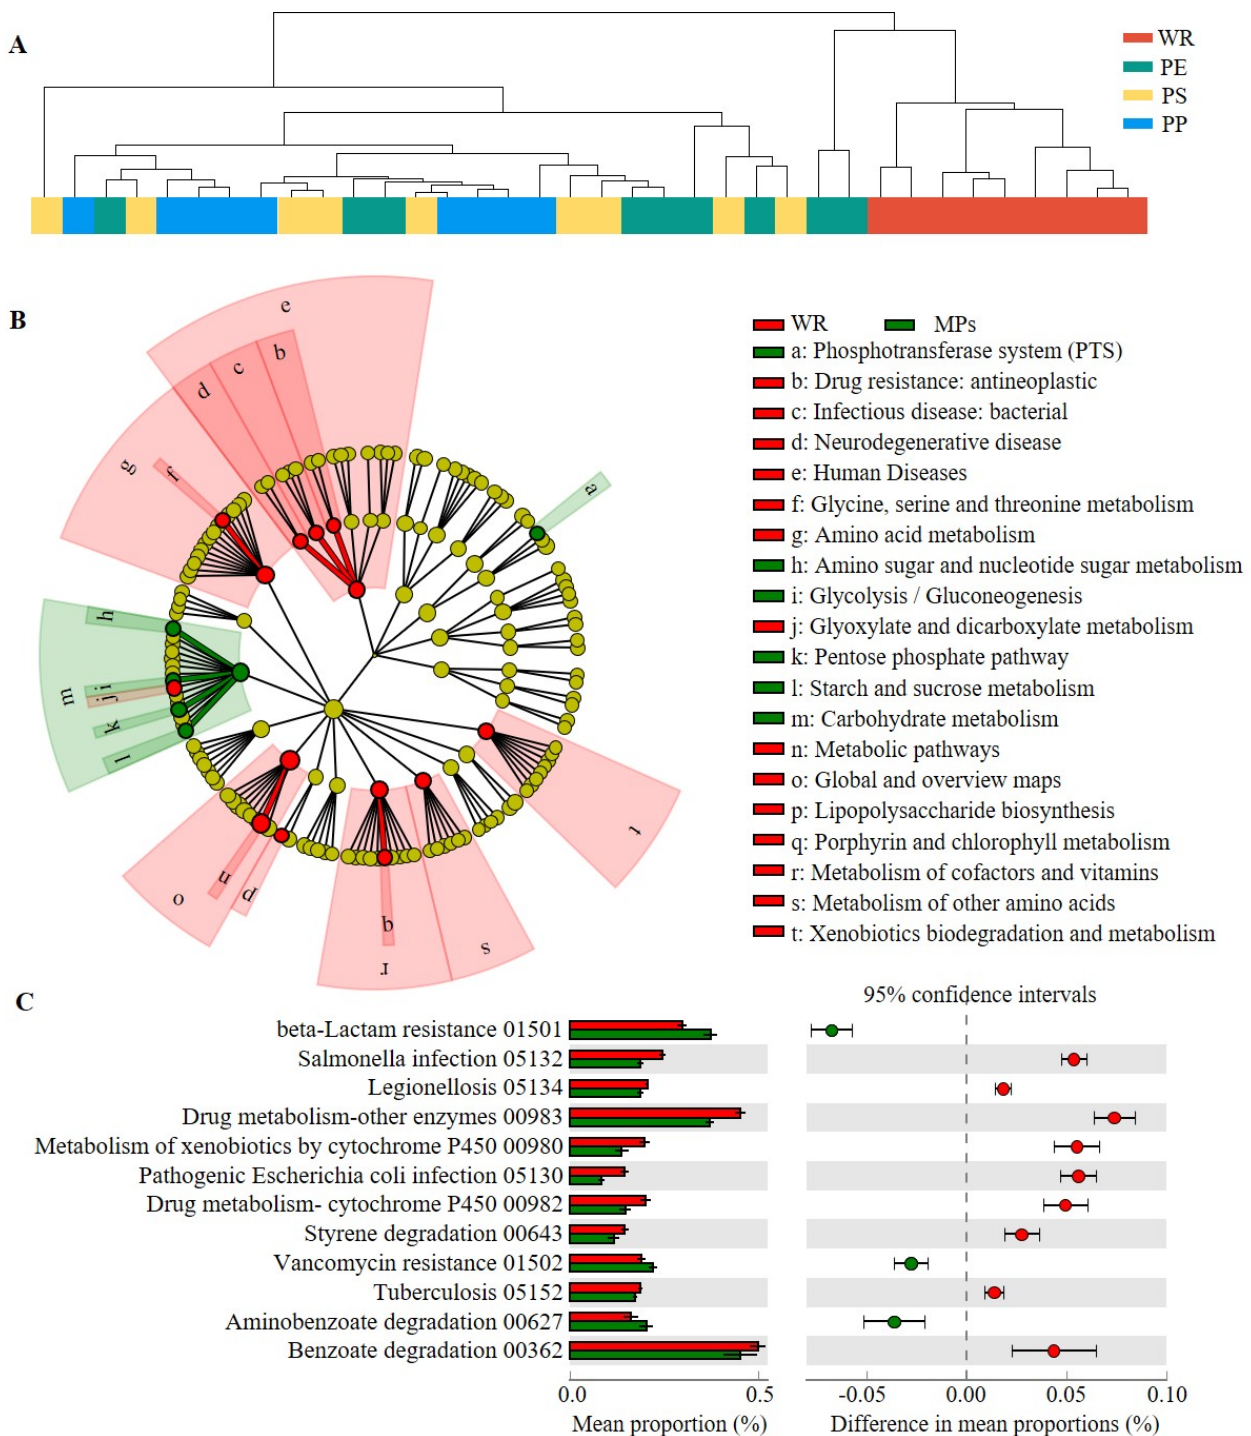 A
WR
PE
PS
PP
B
e
b
c
d
g
f
a
h
m
i
j
k
l
o
n
p
q
r
s
t
WR MPs
a: Phosphotransferase system (PTS)
b: Drug resistance: antineoplastic
c: Infectious disease: bacterial
d: Neurodegenerative disease
e: Human Diseases
f: Glycine, serine and threonine metabolism
g: Amino acid metabolism
h: Amino sugar and nucleotide sugar metabolism
i: Glycolysis / Gluconeogenesis
j: Glyoxylate and dicarboxylate metabolism
k: Pentose phosphate pathway
l: Starch and sucrose metabolism
m: Carbohydrate metabolism
n: Metabolic pathways
o: Global and overview maps
p: Lipopolysaccharide biosynthesis
q: Porphyrin and chlorophyll metabolism
r: Metabolism of cofactors and vitamins
s: Metabolism of other amino acids
t: Xenobiotics biodegradation and metabolism
C
95% confidence intervals
beta-Lactam resistance 01501
Salmonella infection 05132
Legionellosis 05134
Drug metabolism-other enzymes 00983
Metabolism of xenobiotics by cytochrome P450 00980
Pathogenic Escherichia coli infection 05130
Drug metabolism- cytochrome P450 00982
Styrene degradation 00643
Vancomycin resistance 01502
Tuberculosis 05152
Aminobenzoate degradation 00627
Benzoate degradation 00362
0.0 0.5
-0.05 0.00 0.05 0.10
Mean proportion (%)
Difference in mean proportions (%)